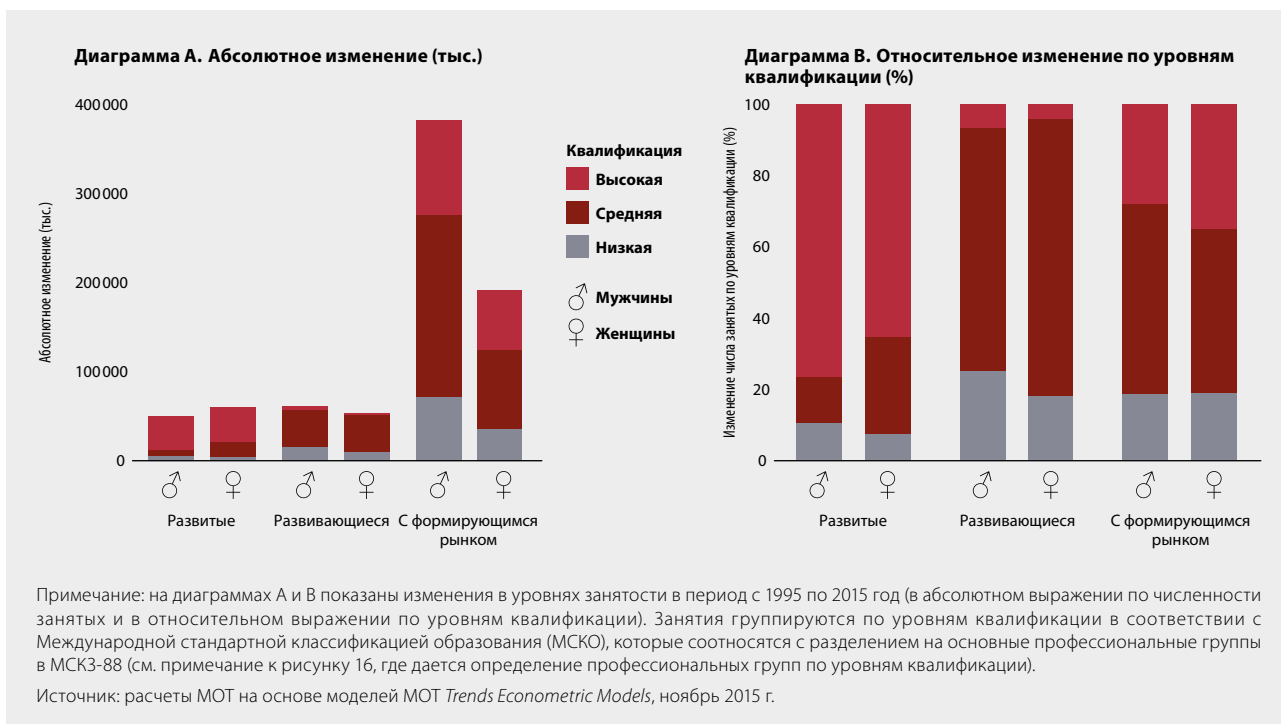 Диаграмма A. Абсолютное изменение (тыс.)
Абсолютное изменение (тыс.)
400 000
300 000
200 000
100 000
0
Развитые
Развивающиеся
С формирующимся
рынком
Квалификация
Высокая
Средняя
Низкая
Мужчины
Женщины
Диаграмма B. Относительное изменение по уровням
квалификации (%)
Изменение числа занятых по уровням квалификации (%)
100
80
60
40
20
0
Развитые
Развивающиеся
С формирующимся
рынком
Примечание: на диаграммах А и В показаны изменения в уровнях занятости в период с 1995 по 2015 год (в абсолютном выражении по численности
занятых и в относительном выражении по уровням квалификации). Занятия группируются по уровням квалификации в соответствии с
Международной стандартной классификацией образования (МСКО), которые соотносятся с разделением на основные профессиональные группы
в МСКЗ-88 (см. примечание к рисунку 16, где дается определение профессиональных групп по уровням квалификации).
Источник: расчеты МОТ на основе моделей МОТ Trends Econometric Models, ноябрь 2015 г.